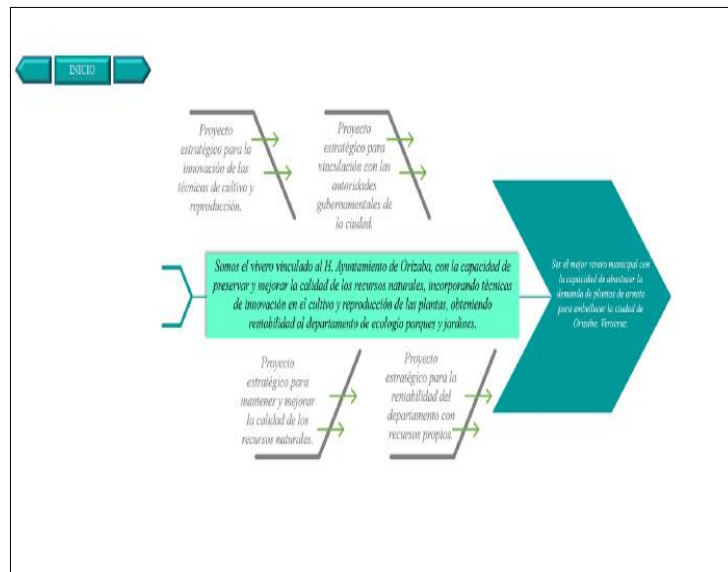 INICIO
Proyecto
estratégico para la
innovación de las
técnicas de cultivo y
reproducción.
Proyecto
estratégico para
vinculación con las
autoridades
gubernamentales de
la ciudad.
Somos el vivero vinculado al H. Ayuntamiento de Orizaba, con la capacidad de
preservar y mejorar la calidad de los recursos naturales, incorporando técnicas
de innovación en el cultivo y reproducción de las plantas, obteniendo
rentabilidad al departamento de ecología parques y jardines.
Ser el mejor vivero municipal con
la capacidad de abastecer la
demanda de plantas de ornato
para embellecer la ciudad de
Orizaba, Veracruz.
Proyecto
estratégico para
mantener y mejorar
la calidad de los
recursos naturales.
Proyecto
estratégico para la
rentabilidad del
departamento con
recursos propios.